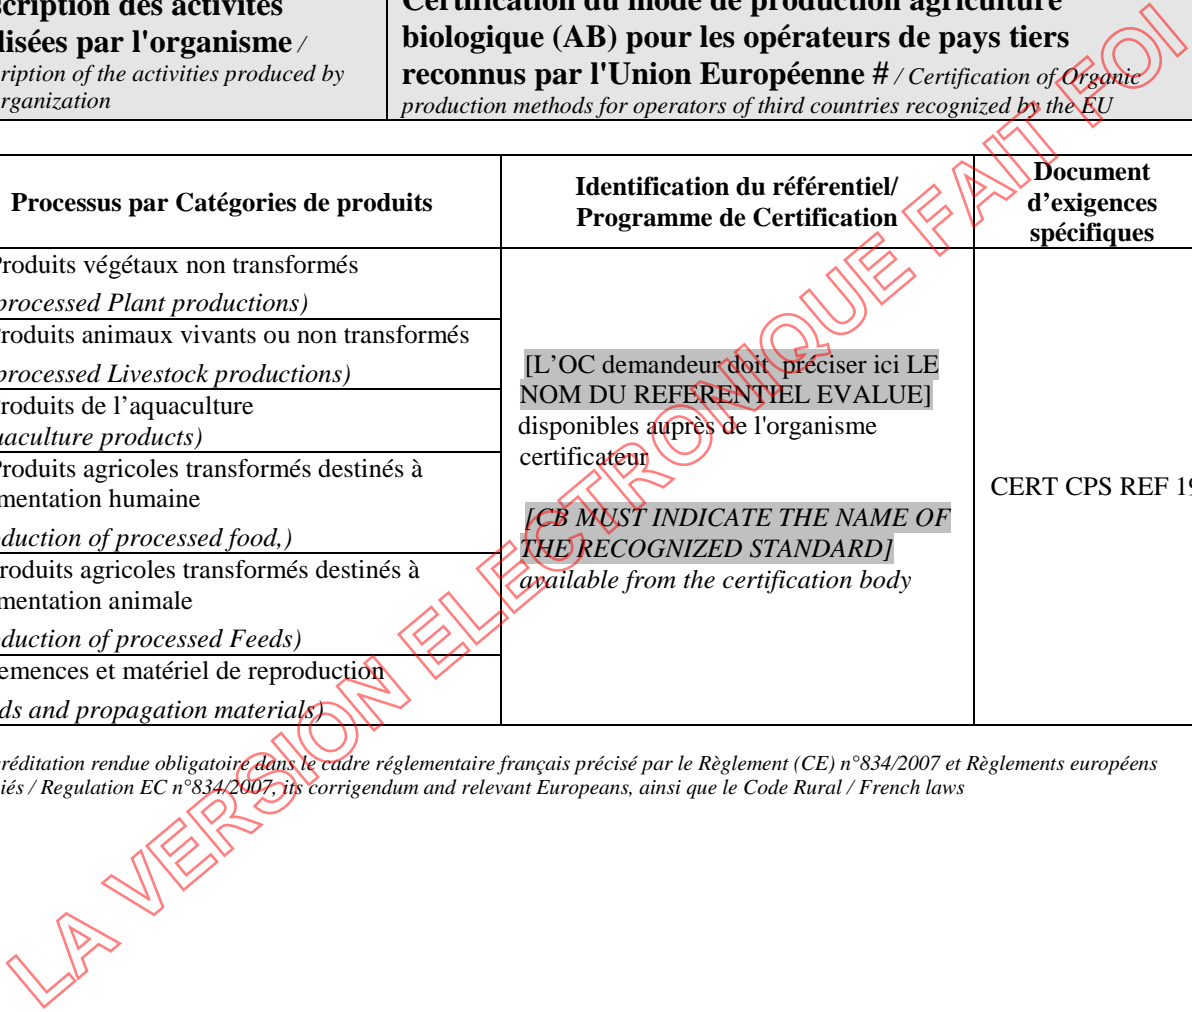 scription des activités
lisées par l'organisme /
ription of the activities produced by
rganization
Certification du mode de production agriculture
biologique (AB) pour les opérateurs de pays tiers
reconnus par l'Union Européenne # / Certification of Organic
production methods for operators of third countries recognized by the EU
Processus par Catégories de produits
Identification du référentiel/
Programme de Certification
Document
d'exigences
spécifiques
Produits végétaux non transformés
processed Plant productions)
Produits animaux vivants ou non transformés
processed Livestock productions)
Produits de l'aquaculture
uaculture products)
Produits agricoles transformés destinés à
mentation humaine
duction of processed food,)
roduits agricoles transformés destinés à
mentation animale
duction of processed Feeds)
emences et matériel de reproduction
ds and propagation materials)
[L'OC demandeur doit  préciser ici LE
NOM DU REFERENTIEL EVALUE]
disponibles auprès de l'organisme
certificateur
[CB MUST INDICATE THE NAME OF
THE RECOGNIZED STANDARD]
available from the certification body
CERT CPS REF 19
réditation rendue obligatoire dans le cadre réglementaire français précisé par le Règlement (CE) n°834/2007 et Règlements européens
iés / Regulation EC n°834/2007, its corrigendum and relevant Europeans, ainsi que le Code Rural / French laws
LA VERSION ELECTRONIQUE FAIT FOI